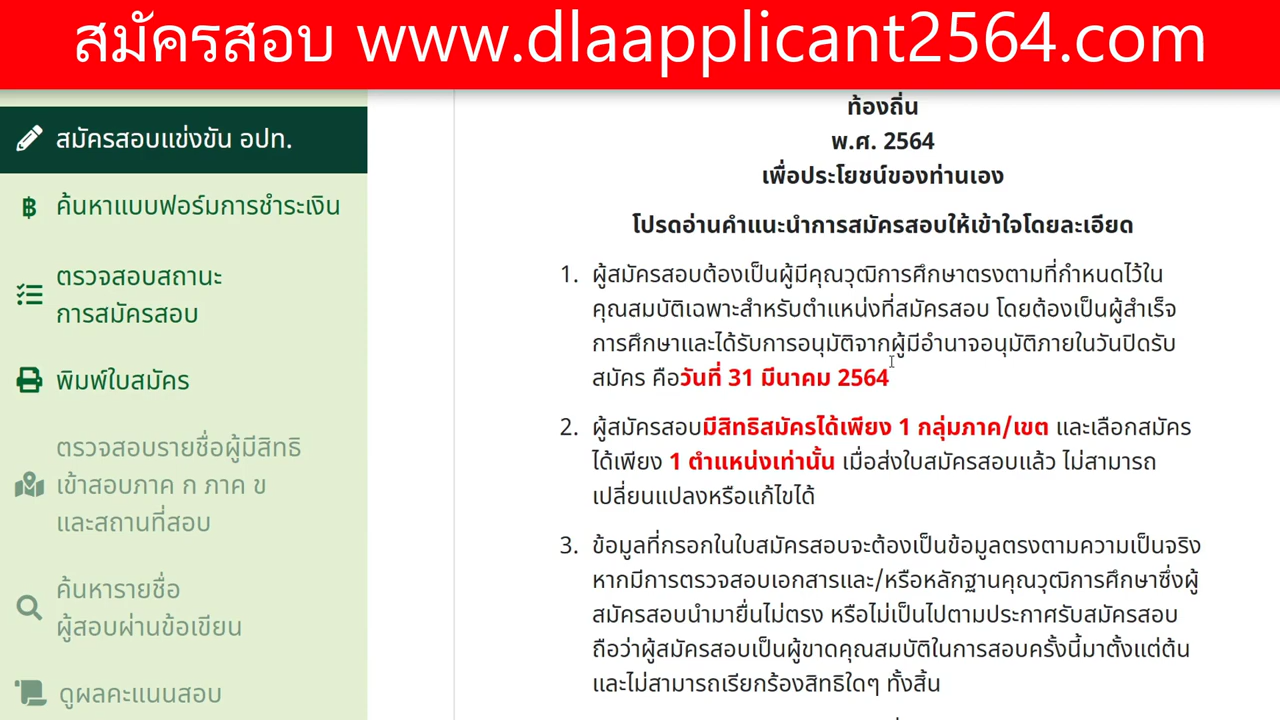 สมัครสอบ www.dlaapplicant2564.com
สมัครสอบแข่งขัน อปท.
ค้นหาแบบฟอร์มการชำระเงิน
ตรวจสอบสถานะ
การสมัครสอบ
พิมพ์ใบสมัคร
ตรวจสอบรายชื่อผู้มีสิทธิ
เข้าสอบภาค ก ภาค ข
และสถานที่สอบ
ค้นหารายชื่อ
ผู้สอบผ่านข้อเขียน
ดูผลคะแนนสอบ
ท้องถิ่น
พ.ศ. 2564
เพื่อประโยชน์ของท่านเอง
โปรดอ่านคำแนะนำการสมัครสอบให้เข้าใจโดยละเอียด
1. ผู้สมัครสอบต้องเป็นผู้มีคุณวุฒิการศึกษาตรงตามที่กำหนดไว้ใน
คุณสมบัติเฉพาะสำหรับตำแหน่งที่สมัครสอบ โดยต้องเป็นผู้สำเร็จ
การศึกษาและได้รับการอนุมัติจากผู้มีอำนาจอนุมัติภายในวันปิดรับ
สมัคร คือวันที่ 31 มีนาคม 2564
2. ผู้สมัครสอบมีสิทธิสมัครได้เพียง 1 กลุ่มภาค/เขต และเลือกสมัคร
ได้เพียง 1 ตำแหน่งเท่านั้น เมื่อส่งใบสมัครสอบแล้ว ไม่สามารถ
เปลี่ยนแปลงหรือแก้ไขได้
3. ข้อมูลที่กรอกในใบสมัครสอบจะต้องเป็นข้อมูลตรงตามความเป็นจริง
หากมีการตรวจสอบเอกสารและ/หรือหลักฐานคุณวุฒิการศึกษาซึ่งผู้
สมัครสอบนำมายื่นไม่ตรง หรือไม่เป็นไปตามประกาศรับสมัครสอบ
ถือว่าผู้สมัครสอบเป็นผู้ขาดคุณสมบัติในการสอบครั้งนี้มาตั้งแต่ต้น
และไม่สามารถเรียกร้องสิทธิใดๆ ทั้งสิ้น